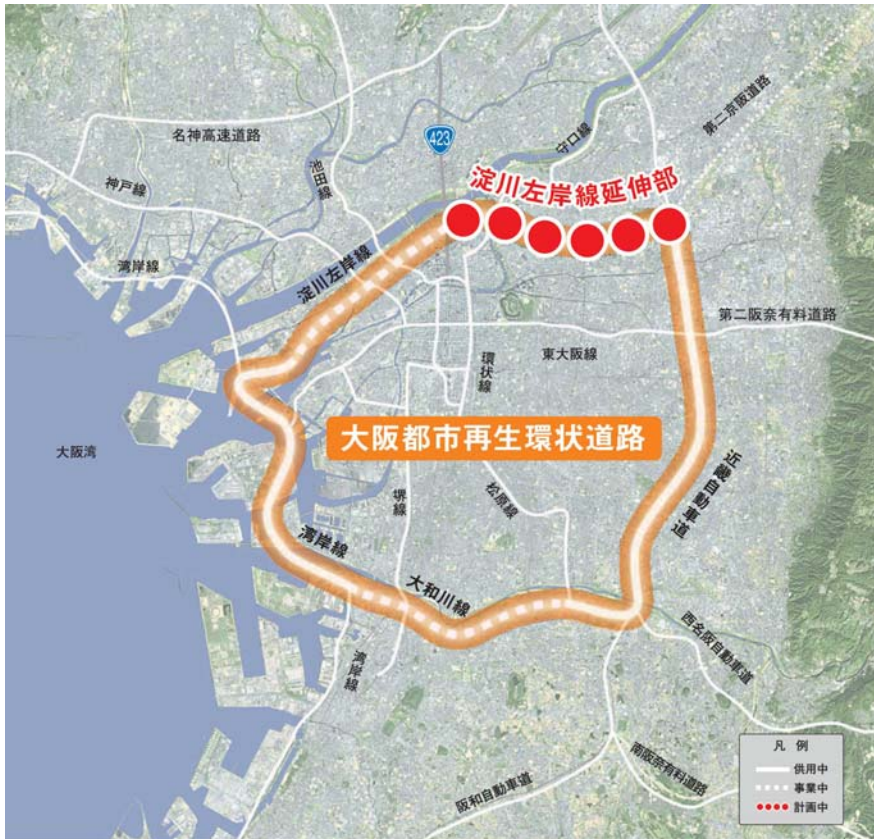 423
守口線
第二京阪道路
名神高速道路
池田線
淀川左岸線延伸部
神戸線
湾岸線
淀川左岸線
第二阪奈有料道路
東大阪線
環状線
大阪都市再生環状道路
大阪湾
近畿自動車道
堺線
松原線
湾岸線
大和川線
西名阪自動車道
湾岸線
南阪奈有料道路
阪和自動車道
凡 例
供用中
事業中
計画中